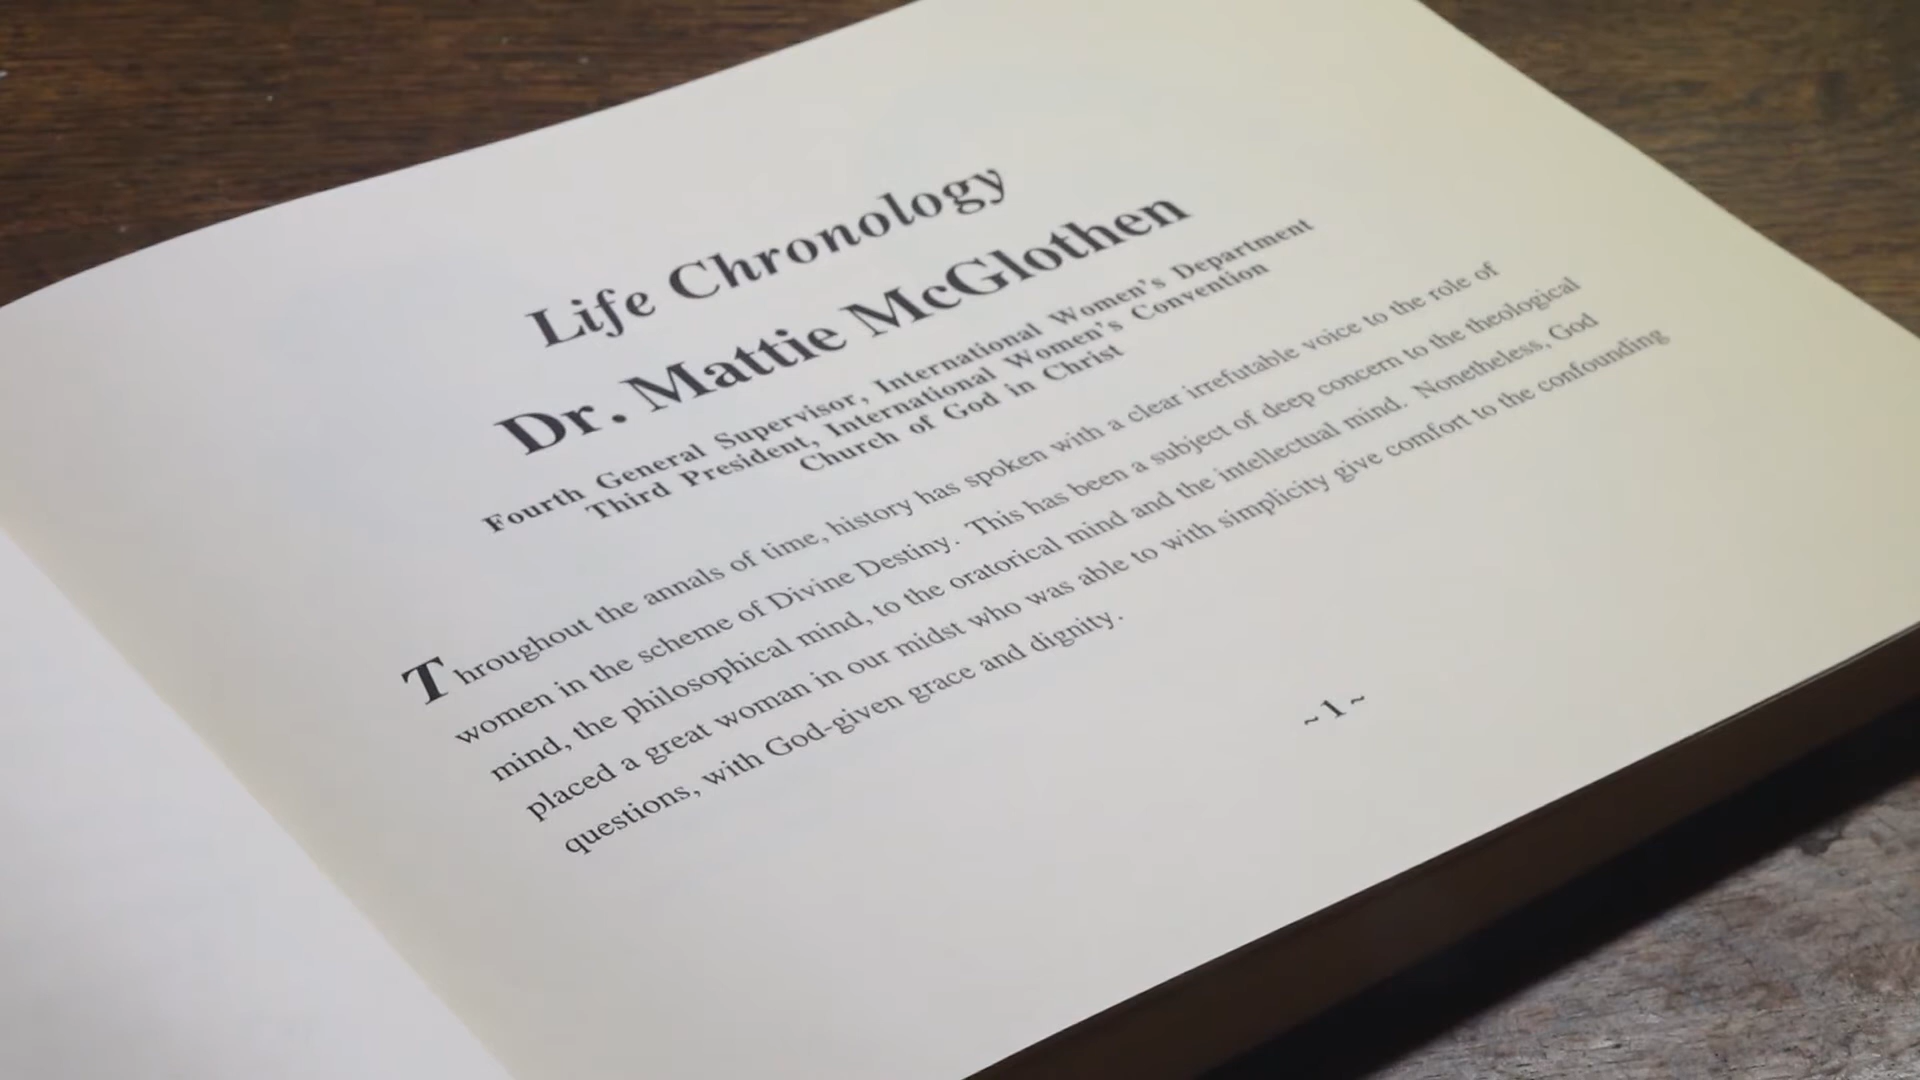 Life Chronology
Dr. Mattie McGlothen
Fourth General Supervisor, International Women's Department
Third President, International Women's Convention
Church of God in Christ
Throughout the annals of time, history has spoken with a clear irrefutable voice to the role of
women in the scheme of Divine Destiny. This has been a subject of deep concern to the theological
mind, the philosophical mind, to the oratorical mind and the intellectual mind. Nonetheless, God
placed a great woman in our midst who was able to with simplicity give comfort to the confounding
questions, with God-given grace and dignity.
~ 1 ~